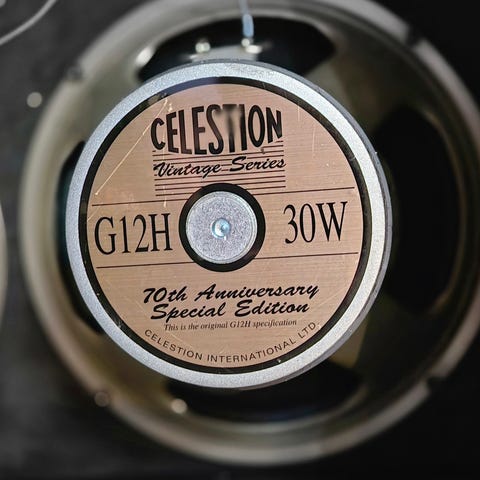 CELESTION
Vintage Series
G12H 30W
70th Anniversary
Special Edition
This is the original G12H specification
CELESTION INTERNATIONAL LTD.